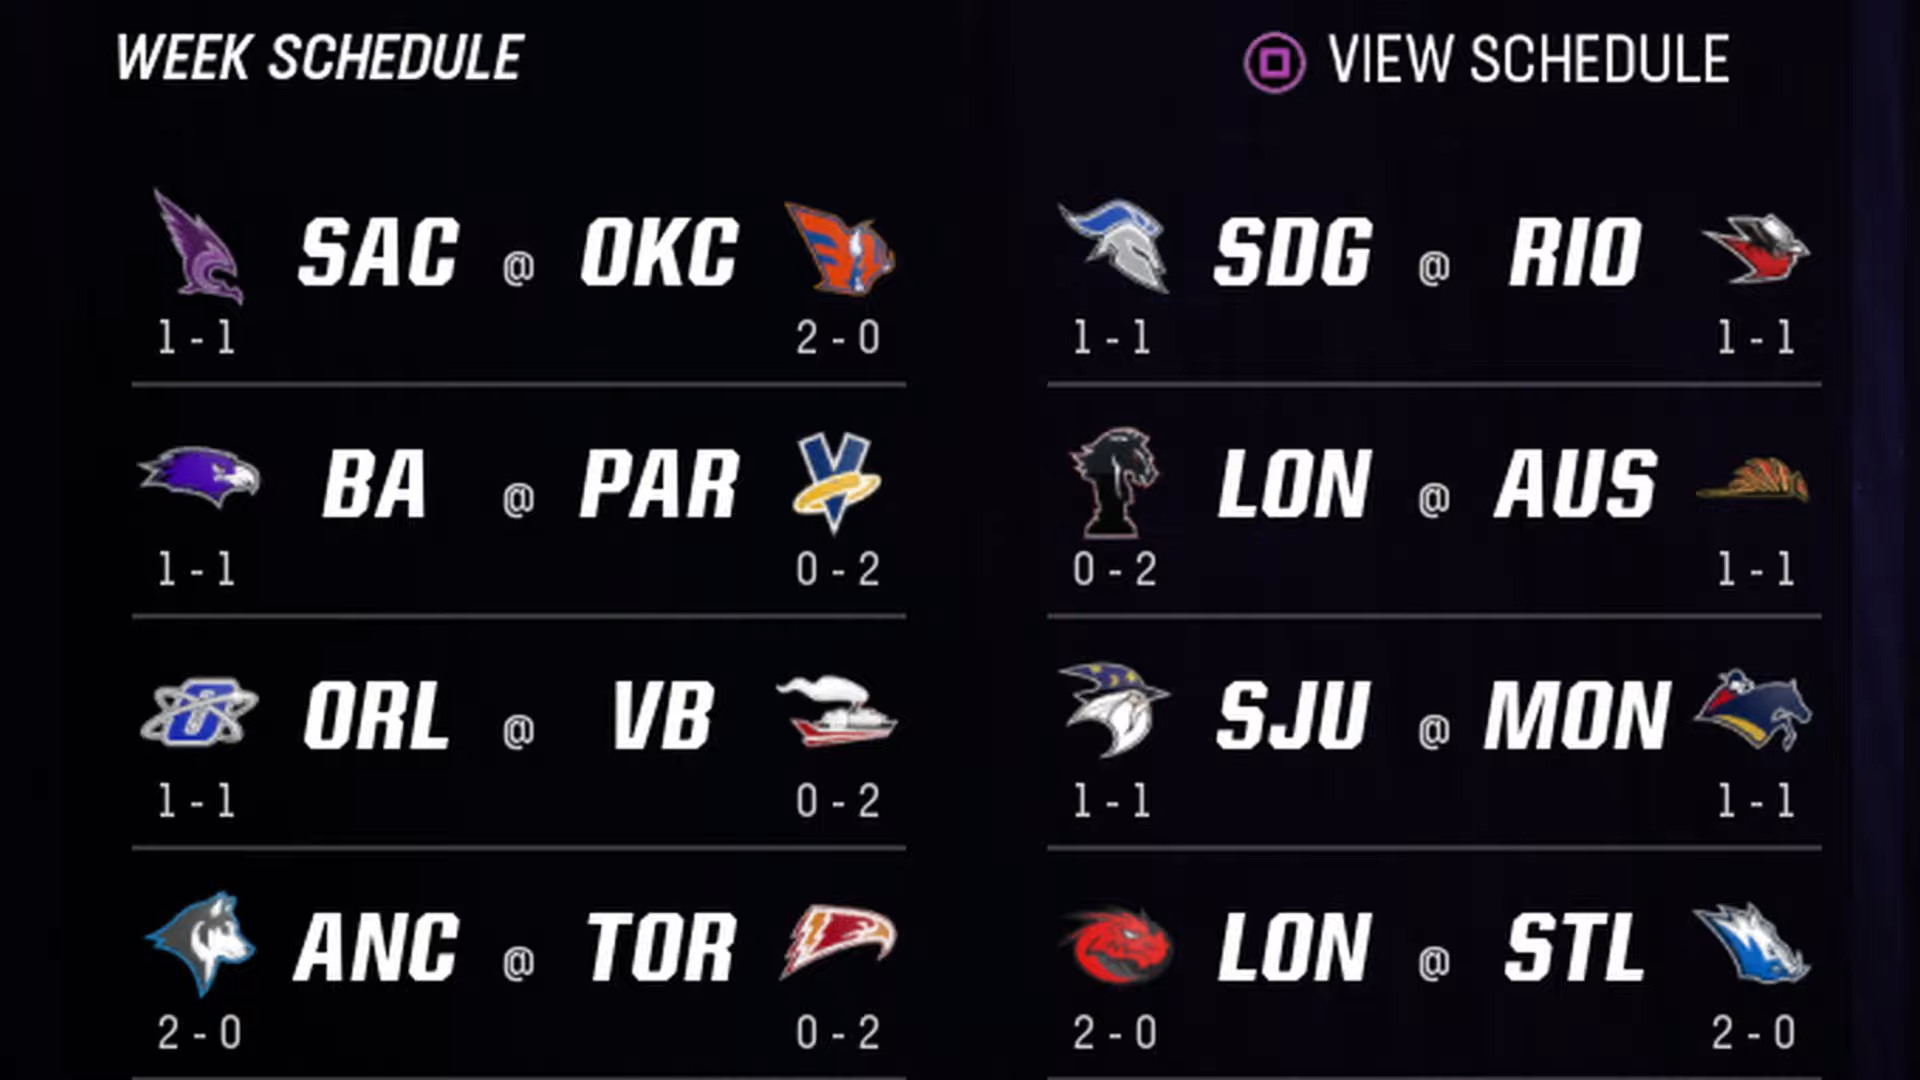 WEEK SCHEDULE
VIEW SCHEDULE
SAC @ OKC
1 - 1
2 - 0
SDG @ RIO
1 - 1
1 - 1
BA @ PAR
1 - 1
0 - 2
LON @ AUS
0 - 2
1 - 1
ORL @ VB
1 - 1
0 - 2
SJU @ MON
1 - 1
1 - 1
ANC @ TOR
2 - 0
0 - 2
LON @ STL
2 - 0
2 - 0